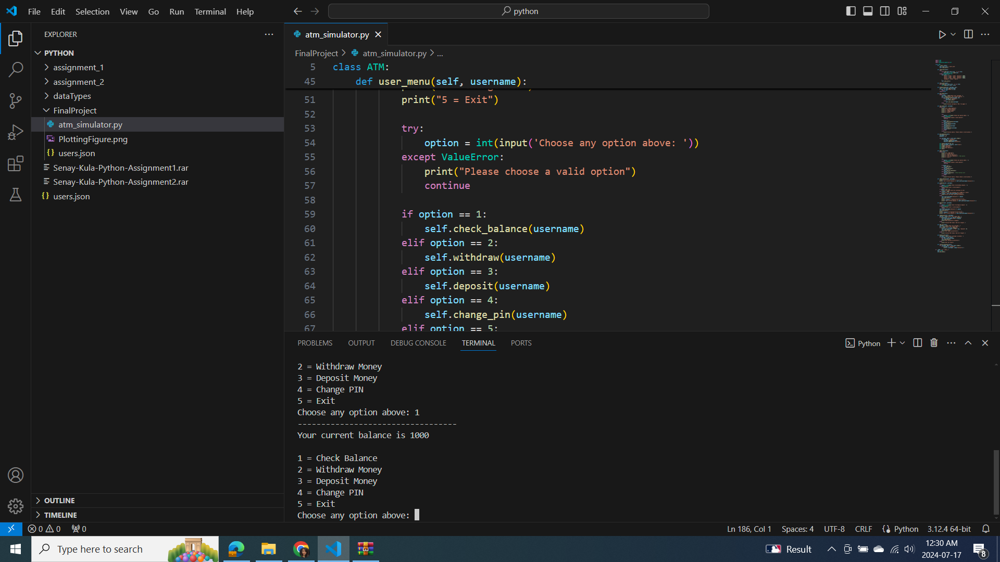 File Edit Selection View Go Run Terminal Help
python
EXPLORER
PYTHON
assignment_1
assignment_2
dataTypes
FinalProject
atm_simulator.py
PlottingFigure.png
users.json
Senay-Kula-Python-Assignment1.rar
Senay-Kula-Python-Assignment2.rar
users.json
OUTLINE
TIMELINE
atm_simulator.py
FinalProject > atm_simulator.py > ...
5 class ATM:
45 def user_menu(self, username):
51 print("5 = Exit")
52
53 try:
54 option = int(input('Choose any option above: '))
55 except ValueError:
56 print("Please choose a valid option")
57 continue
58
59 if option == 1:
60 self.check_balance(username)
61 elif option == 2:
62 self.withdraw(username)
63 elif option == 3:
64 self.deposit(username)
65 elif option == 4:
66 self.change_pin(username)
67 elif option == 5:
PROBLEMS OUTPUT DEBUG CONSOLE TERMINAL PORTS
Python
2 = Withdraw Money
3 = Deposit Money
4 = Change PIN
5 = Exit
Choose any option above: 1
----------------------------------
Your current balance is 1000
1 = Check Balance
2 = Withdraw Money
3 = Deposit Money
4 = Change PIN
5 = Exit
Choose any option above:
0 0 0
Ln 186, Col 1 Spaces: 4 UTF-8 CRLF Python 3.12.4 64-bit
Type here to search
Result
12:30 AM
2024-07-17
8